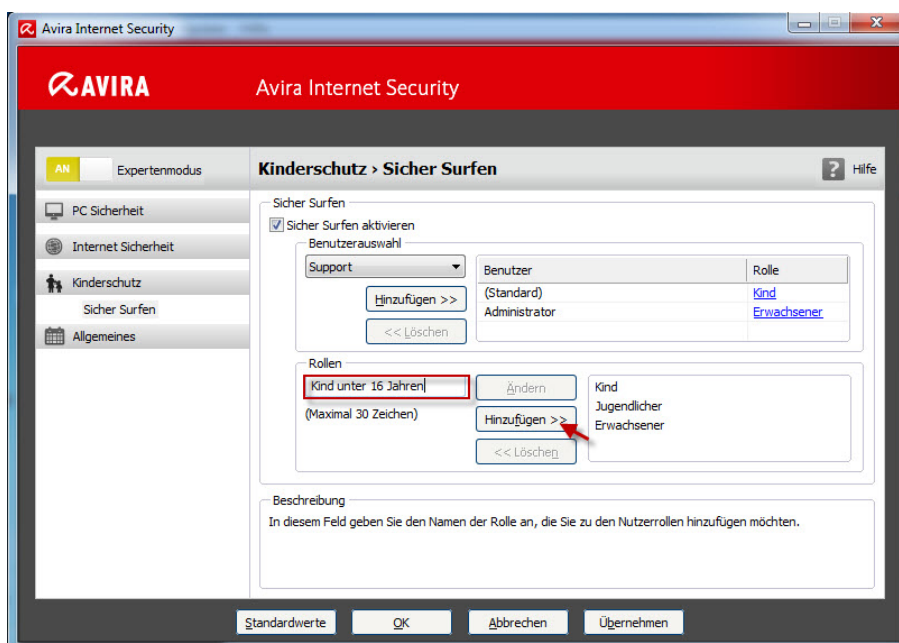 Avira Internet Security
AVIRA
Avira Internet Security
AN
Expertenmodus
PC Sicherheit
Internet Sicherheit
Kinderschutz
Sicher Surfen
Allgemeines
Kinderschutz › Sicher Surfen
? Hilfe
Sicher Surfen
Sicher Surfen aktivieren
Benutzerauswahl
Support
Hinzufügen >>
<< Löschen
Benutzer Rolle
(Standard) Kind
Administrator Erwachsener
Rollen
Kind unter 16 Jahren
(Maximal 30 Zeichen)
Ändern
Hinzufügen >>
<< Löschen
Kind
Jugendlicher
Erwachsener
Beschreibung
In diesem Feld geben Sie den Namen der Rolle an, die Sie zu den Nutzerrollen hinzufügen möchten.
Standardwerte OK Abbrechen Übernehmen